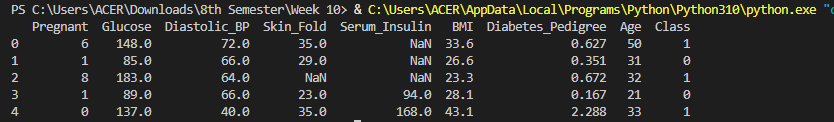 PS C:\Users\ACER\Downloads\8th Semester\Week 10> & C:\Users\ACER\AppData\Local\Programs\Python\Python310\python.exe "
Pregnant Glucose Diastolic_BP Skin_Fold Serum_Insulin BMI Diabetes_Pedigree Age Class
0 6 148.0 72.0 35.0 NaN 33.6 0.627 50 1
1 1 85.0 66.0 29.0 NaN 26.6 0.351 31 0
2 8 183.0 64.0 NaN NaN 23.3 0.672 32 1
3 1 89.0 66.0 23.0 94.0 28.1 0.167 21 0
4 0 137.0 40.0 35.0 168.0 43.1 2.288 33 1